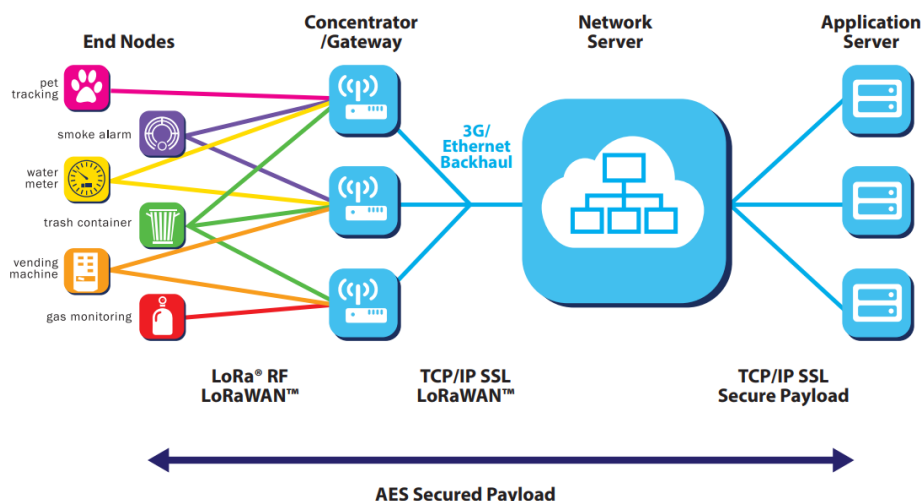 End Nodes
Concentrator
/Gateway
Network
Server
Application
Server
pet
tracking
smoke alarm
water
meter
trash container
vending
machine
gas monitoring
3G/
Ethernet
Backhaul
LoRa® RF
LoRaWAN™
TCP/IP SSL
LoRaWAN™
TCP/IP SSL
Secure Payload
AES Secured Payload